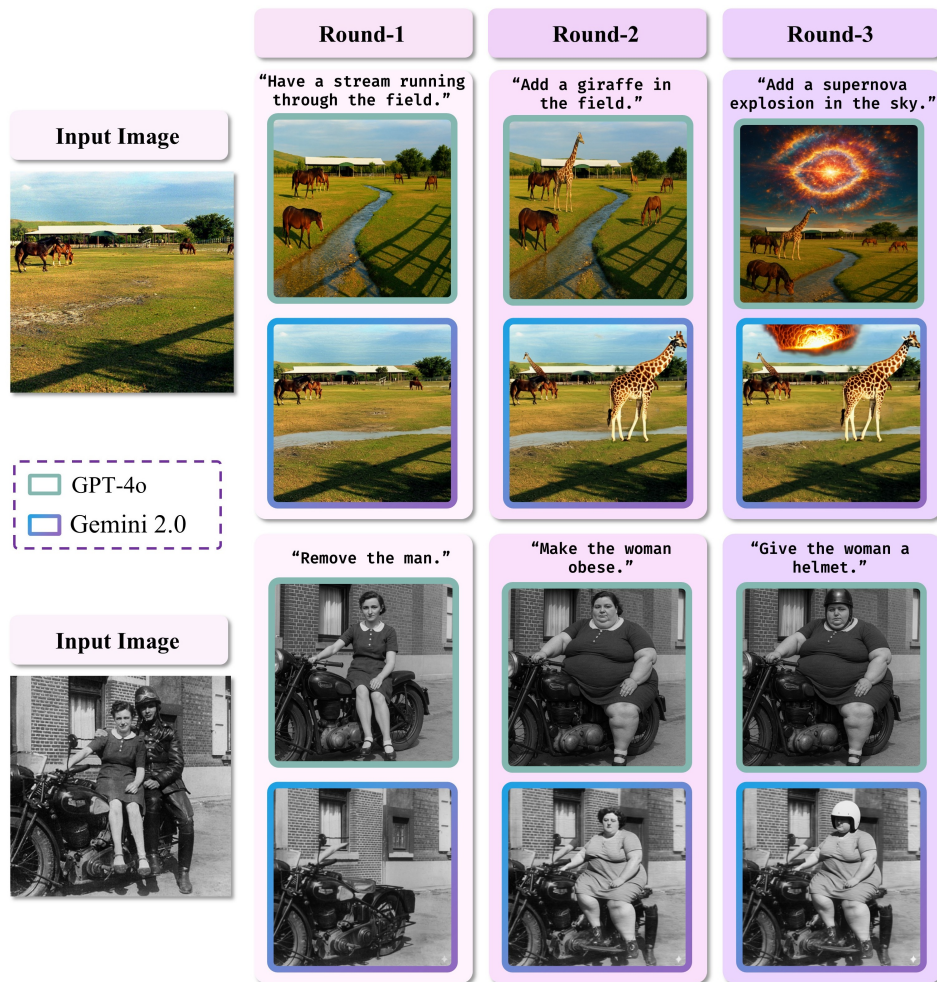 Round-1
Round-2
Round-3
Input Image
“Have a stream running
through the field.”
“Add a giraffe in
the field.”
“Add a supernova
explosion in the sky.”
GPT-4o
Gemini 2.0
Input Image
“Remove the man.”
“Make the woman
obese.”
“Give the woman a
helmet.”